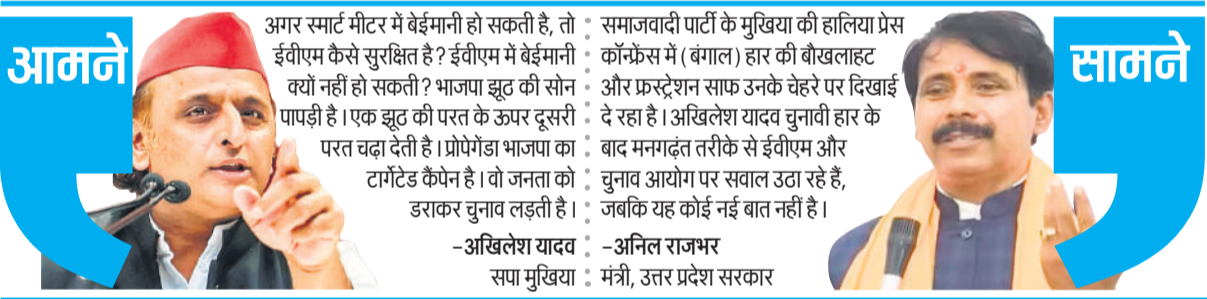 आमने
अगर स्मार्ट मीटर में बेईमानी हो सकती है, तो
ईवीएम कैसे सुरक्षित है? ईवीएम में बेईमानी
क्यों नहीं हो सकती? भाजपा झूठ की सोन
पापड़ी है। एक झूठ की परत के ऊपर दूसरी
परत चढ़ा देती है। प्रोपेगेंडा भाजपा का
टार्गेटेड कैंपेन है। वो जनता को
डराकर चुनाव लड़ती है।
-अखिलेश यादव
सपा मुखिया
समाजवादी पार्टी के मुखिया की हालिया प्रेस
कॉन्फ्रेंस में (बंगाल) हार की बौखलाहट
और फ्रस्ट्रेशन साफ उनके चेहरे पर दिखाई
दे रहा है। अखिलेश यादव चुनावी हार के
बाद मनगढ़ंत तरीके से ईवीएम और
चुनाव आयोग पर सवाल उठा रहे हैं,
जबकि यह कोई नई बात नहीं है।
-अनिल राजभर
मंत्री, उत्तर प्रदेश सरकार
सामने